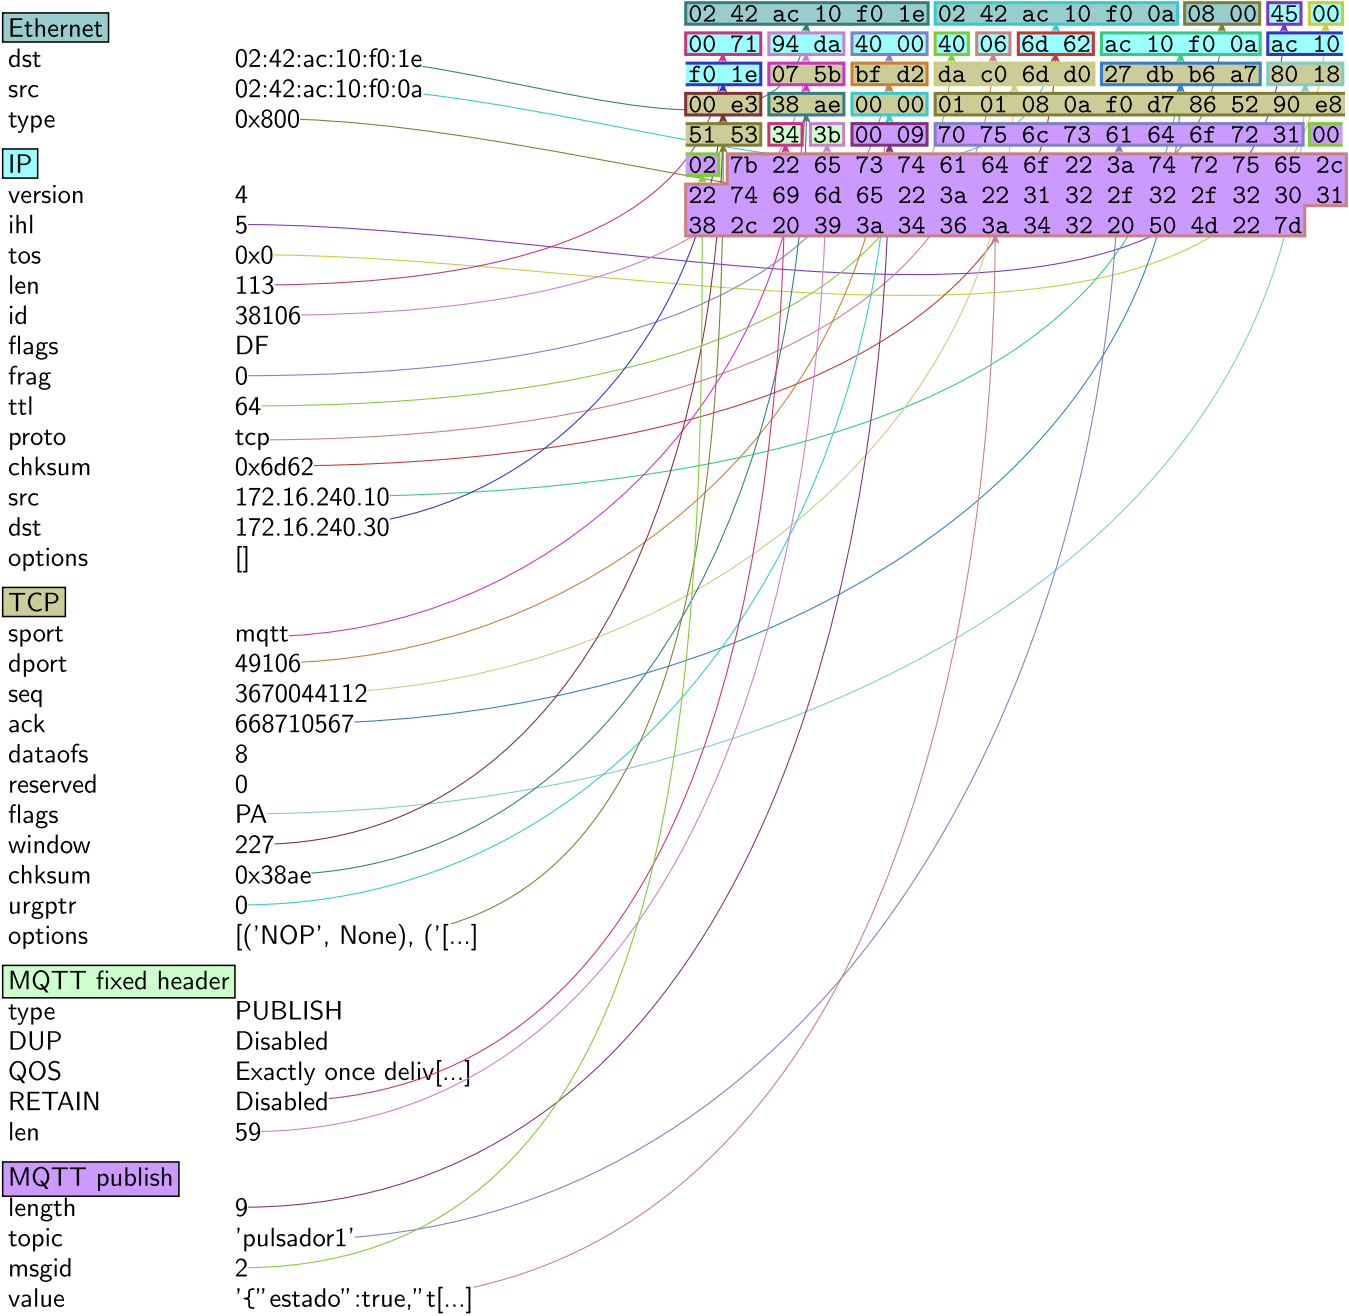 Ethernet
dst 02:42:ac:10:f0:1e
src 02:42:ac:10:f0:0a
type 0x800
IP
version 4
ihl 5
tos 0x0
len 113
id 38106
flags DF
frag 0
ttl 64
proto tcp
chksum 0x6d62
src 172.16.240.10
dst 172.16.240.30
options []
TCP
sport mqtt
dport 49106
seq 3670044112
ack 668710567
dataofs 8
reserved 0
flags PA
window 227
chksum 0x38ae
urgptr 0
options [('NOP', None), ('[...]
MQTT fixed header
type PUBLISH
DUP Disabled
QOS Exactly once deliv[...]
RETAIN Disabled
len 59
MQTT publish
length 9
topic 'pulsador1'
msgid 2
value '{"estado":true,"t[...]
02 42 ac 10 f0 1e 02 42 ac 10 f0 0a 08 00 45 00
00 71 94 da 40 00 40 06 6d 62 ac 10 f0 0a ac 10
f0 1e 07 5b bf d2 da c0 6d d0 27 db b6 a7 80 18
00 e3 38 ae 00 00 01 01 08 0a f0 d7 86 52 90 e8
51 53 34 3b 00 09 70 75 6c 73 61 64 6f 72 31 00
02 7b 22 65 73 74 61 64 6f 22 3a 74 72 75 65 2c
22 74 69 6d 65 22 3a 22 31 32 2f 32 2f 32 30 31
38 2c 20 39 3a 34 36 3a 34 32 20 50 4d 22 7d